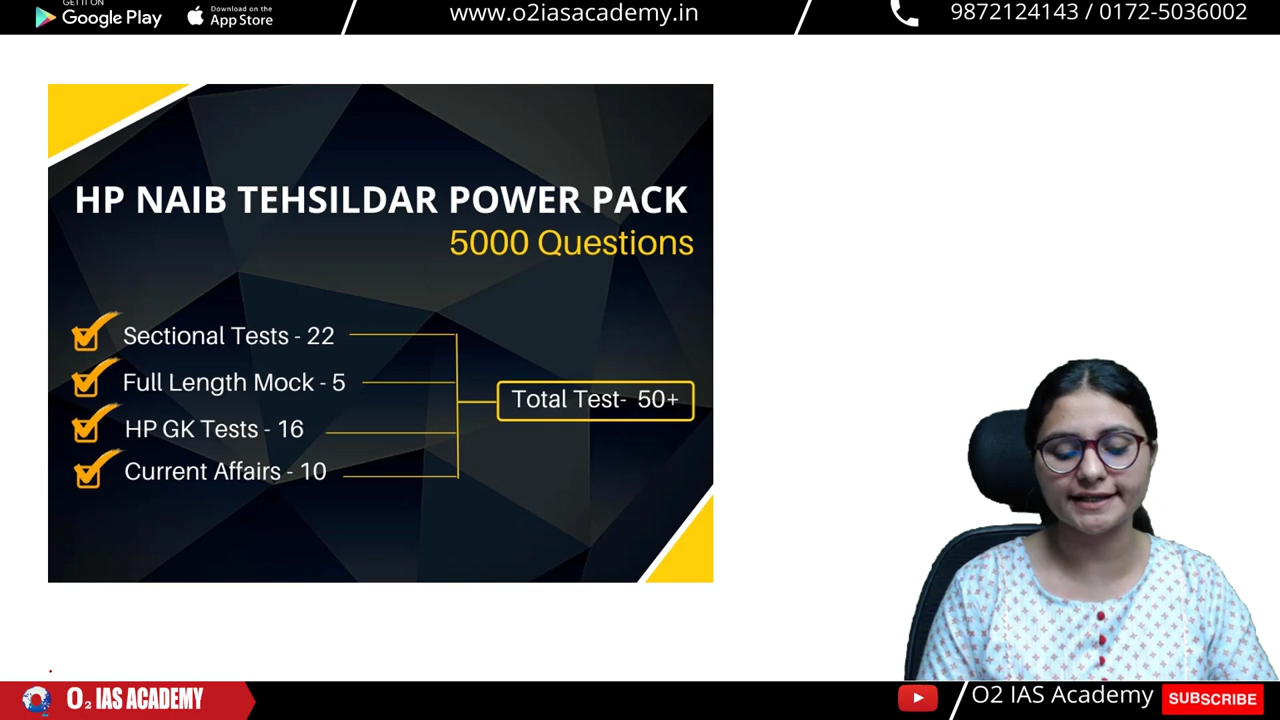 GET IT ON
Google Play
Download on the
App Store
www.o2iasacademy.in
9872124143 / 0172-5036002
HP NAIB TEHSILDAR POWER PACK
5000 Questions
Sectional Tests - 22
Full Length Mock - 5
HP GK Tests - 16
Current Affairs - 10
Total Test- 50+
O₂ IAS ACADEMY
O2 IAS Academy
SUBSCRIBE